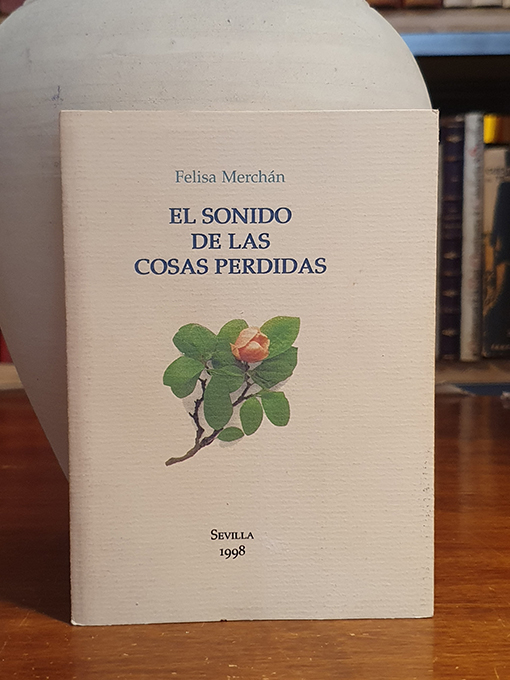 Felisa Merchán
EL SONIDO
DE LAS
COSAS PERDIDAS
SEVILLA
1998